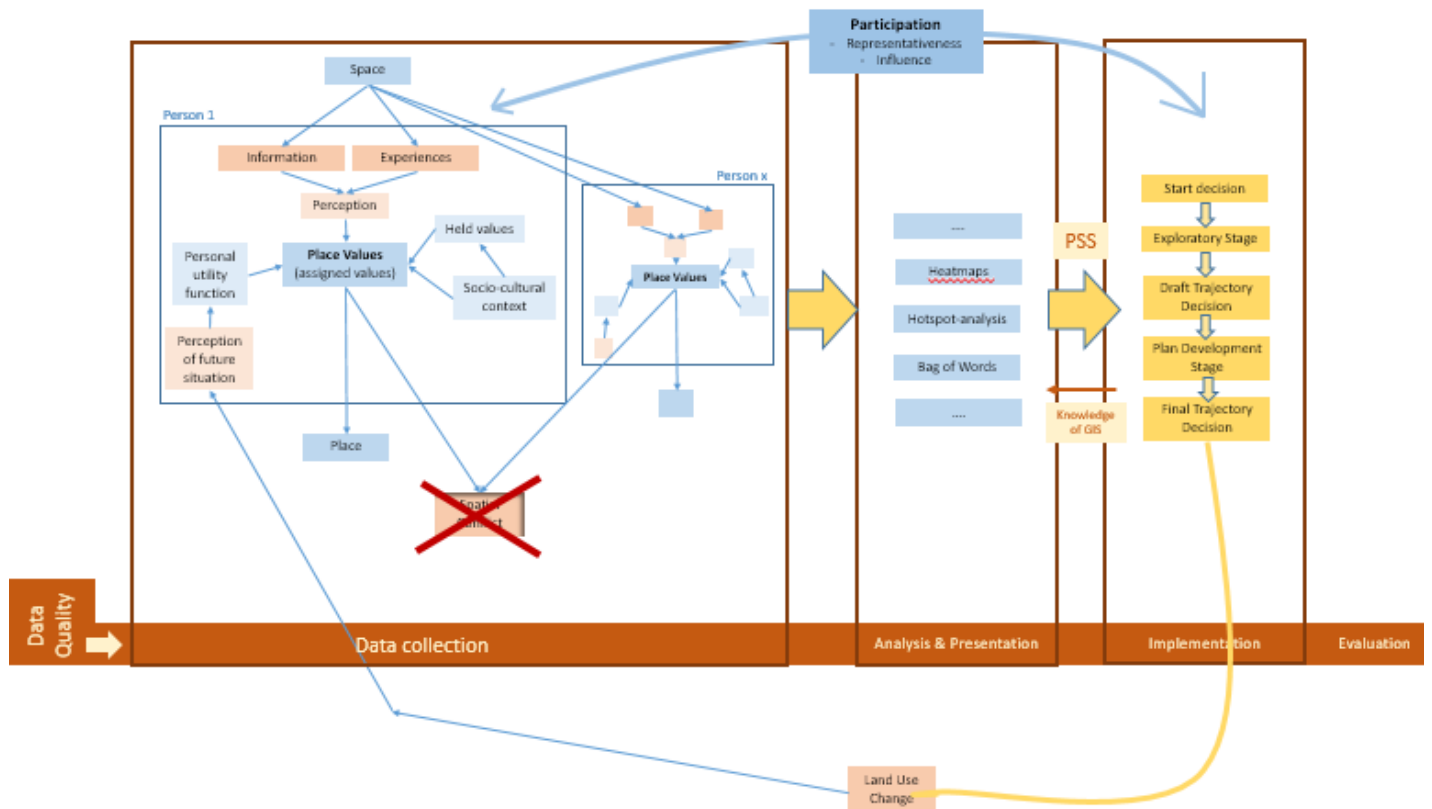 Participation
- Representativeness
- Influence
Space
Person 1
Information
Experiences
Perception
Held values
Personal
utility
function
Place Values
(assigned values)
Socio-cultural
context
Perception
of future
situation
Place
Person x
Place Values
----
Heatmaps
Hotspot-analysis
Bag of Words
....
PSS
Knowledge
of GIS
Start decision
Exploratory Stage
Draft Trajectory
Decision
Plan Development
Stage
Final Trajectory
Decision
Data
Quality
Data collection
Analysis & Presentation
Implementation
Evaluation
Land Use
Change